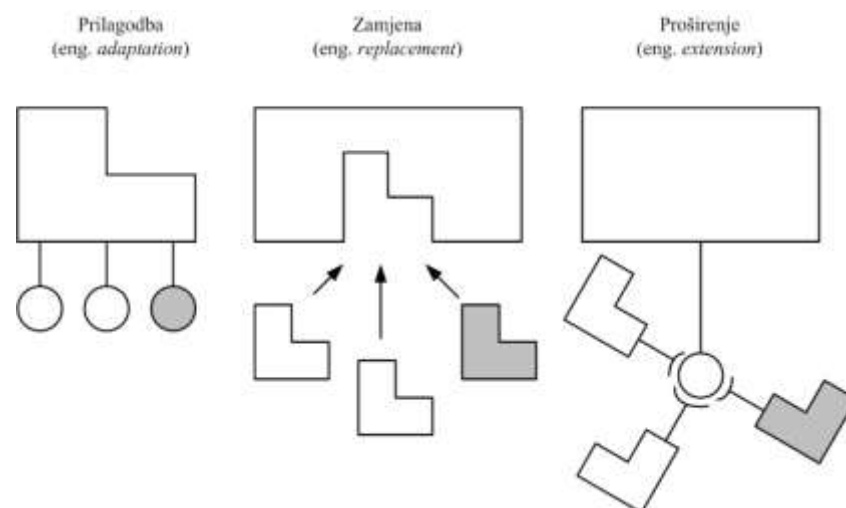 Prilagodba
(eng. adaptation)
Zamjena
(eng. replacement)
Proširenje
(eng. extension)